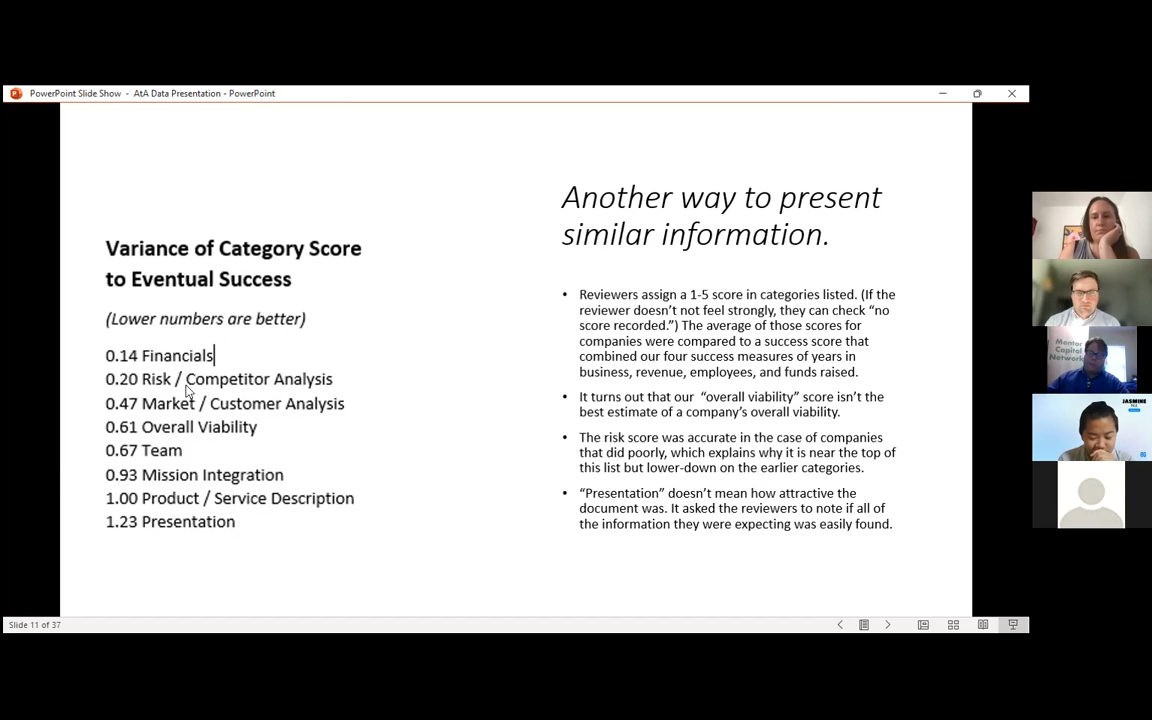 PowerPoint Slide Show - AtA Data Presentation - PowerPoint
Variance of Category Score
to Eventual Success
(Lower numbers are better)
0.14 Financials
0.20 Risk / Competitor Analysis
0.47 Market / Customer Analysis
0.61 Overall Viability
0.67 Team
0.93 Mission Integration
1.00 Product / Service Description
1.23 Presentation
Another way to present
similar information.
• Reviewers assign a 1-5 score in categories listed. (If the
reviewer doesn’t not feel strongly, they can check “no
score recorded.”) The average of those scores for
companies were compared to a success score that
combined our four success measures of years in
business, revenue, employees, and funds raised.
• It turns out that our “overall viability” score isn’t the
best estimate of a company’s overall viability.
• The risk score was accurate in the case of companies
that did poorly, which explains why it is near the top of
this list but lower-down on the earlier categories.
• “Presentation” doesn’t mean how attractive the
document was. It asked the reviewers to note if all of
the information they were expecting was easily found.
Slide 11 of 37
Mentor
Capital
Network
JASMINE